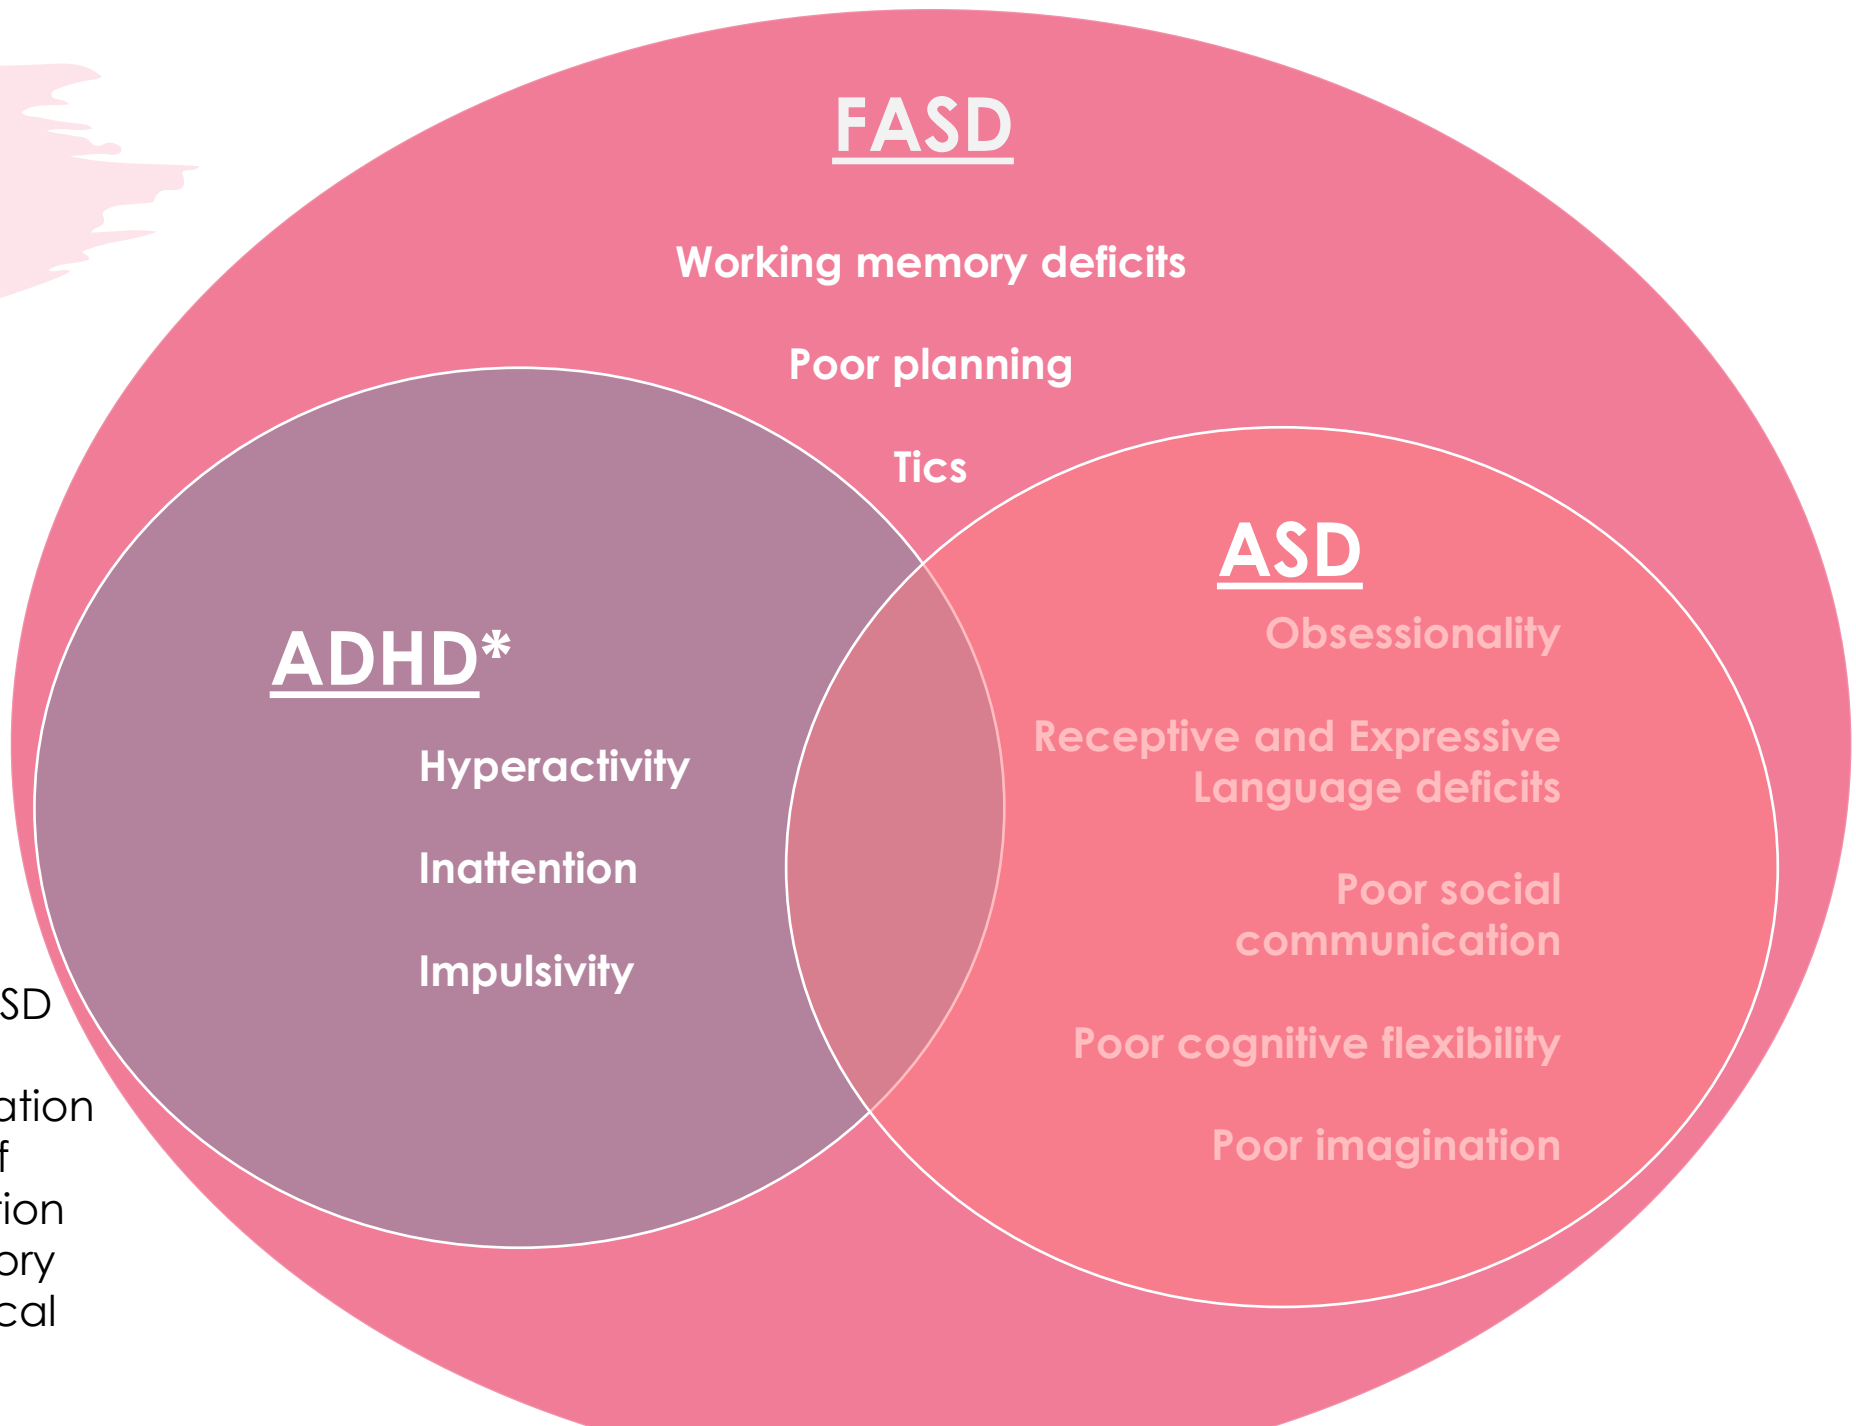 FASD
Working memory deficits
Poor planning
Tics
ADHD*
Hyperactivity
Inattention
Impulsivity
ASD
Obsessionality
Receptive and Expressive
Language deficits
Poor social
communication
Poor cognitive flexibility
Poor imagination
SD
ation
f
tion
ory
cal